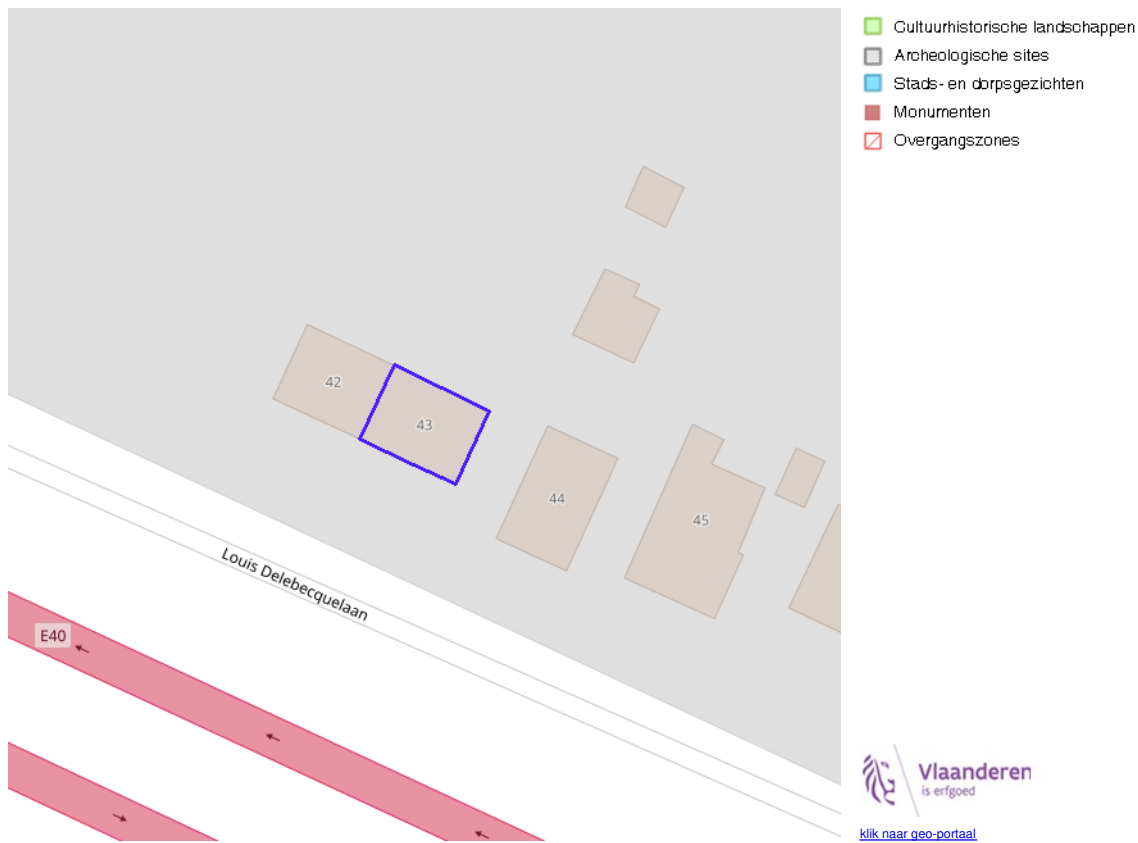 Cultuurhistorische landschappen
Archeologische sites
Stads- en dorpsgezichten
Monumenten
Overgangszones
42
43
44
45
Louis Delebecquelaan
E40
Vlaanderen
is erfgoed
klik naar geo-portaal